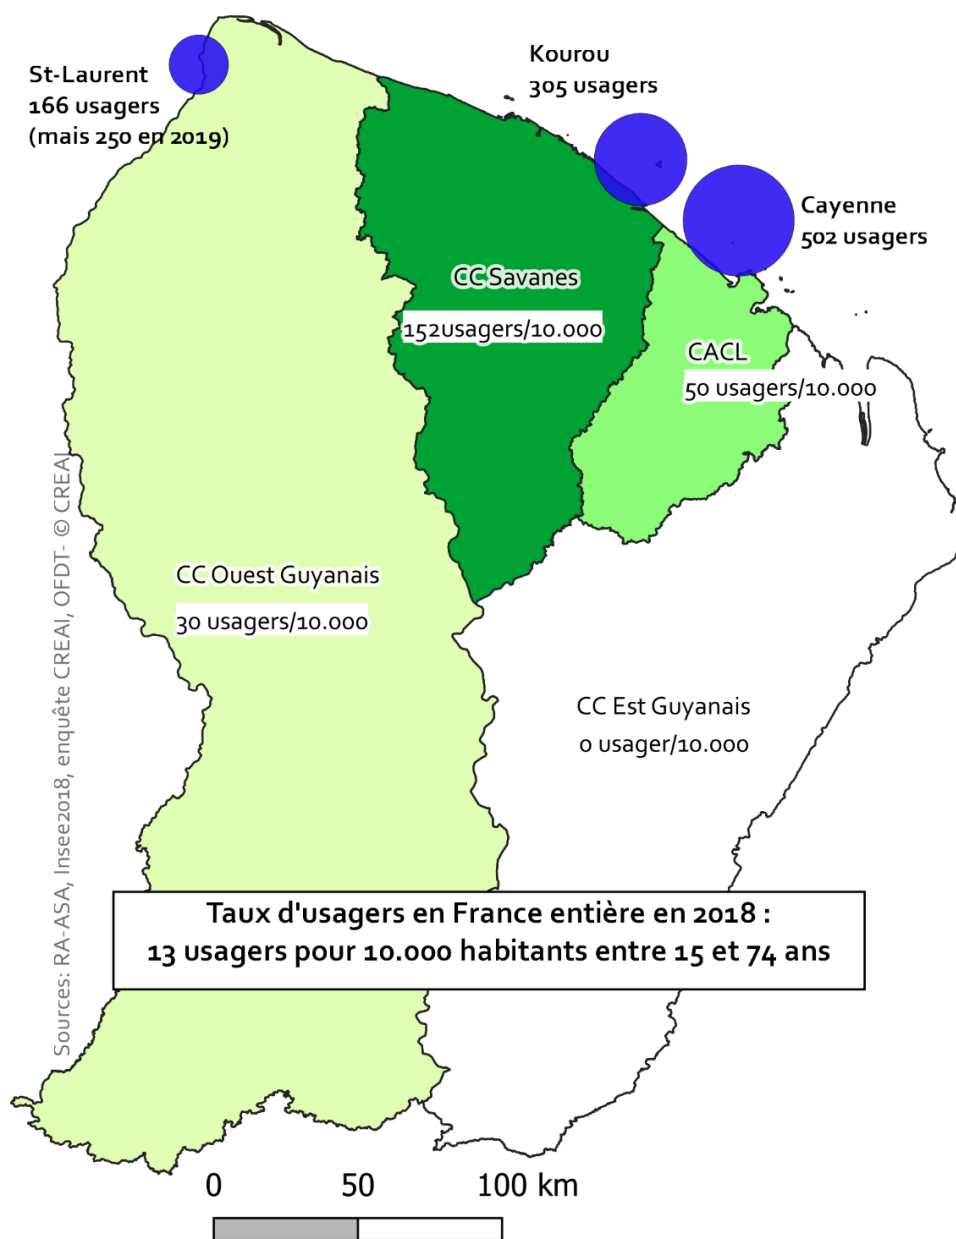 St-Laurent
166 usagers
(mais 250 en 2019)
Kourou
305 usagers
Cayenne
502 usagers
CC Savanes
152usagers/10.000
CACL
50 usagers/10.000
CC Ouest Guyanais
30 usagers/10.000
CC Est Guyanais
0 usager/10.000
Sources: RA-ASA, Insee2018, enquête CREAI, OFDT- © CREAI
Taux d'usagers en France entière en 2018 :
13 usagers pour 10.000 habitants entre 15 et 74 ans
0 50 100 km